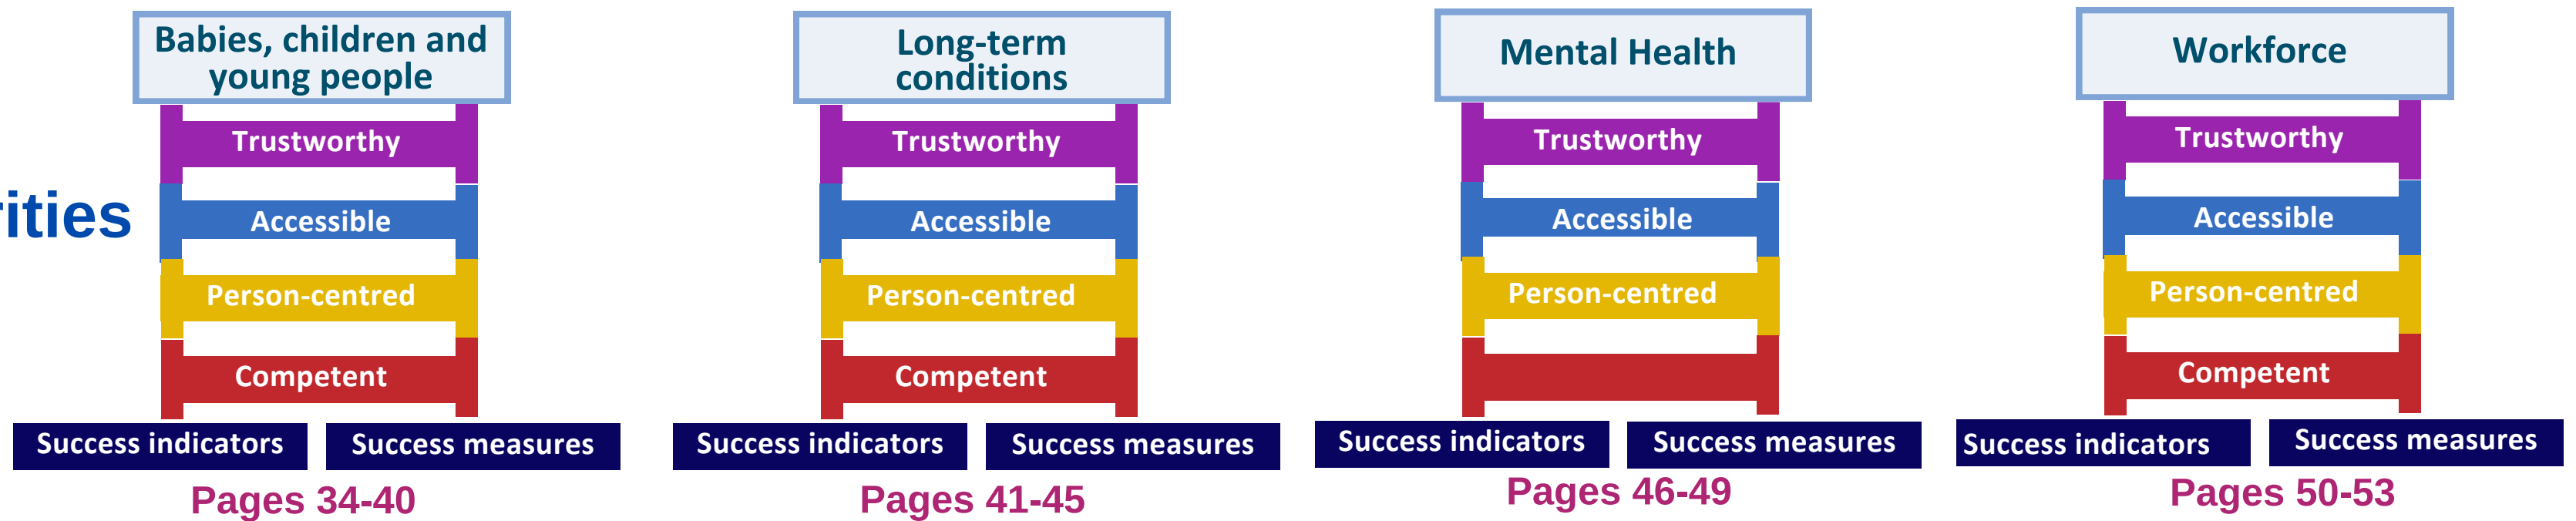 rities
Babies, children and
young people
Trustworthy
Accessible
Person-centred
Competent
Success indicators
Success measures
Pages 34-40
Long-term
conditions
Trustworthy
Accessible
Person-centred
Competent
Success indicators
Success measures
Pages 41-45
Mental Health
Trustworthy
Accessible
Person-centred
Success indicators
Success measures
Pages 46-49
Workforce
Trustworthy
Accessible
Person-centred
Competent
Success indicators
Success measures
Pages 50-53